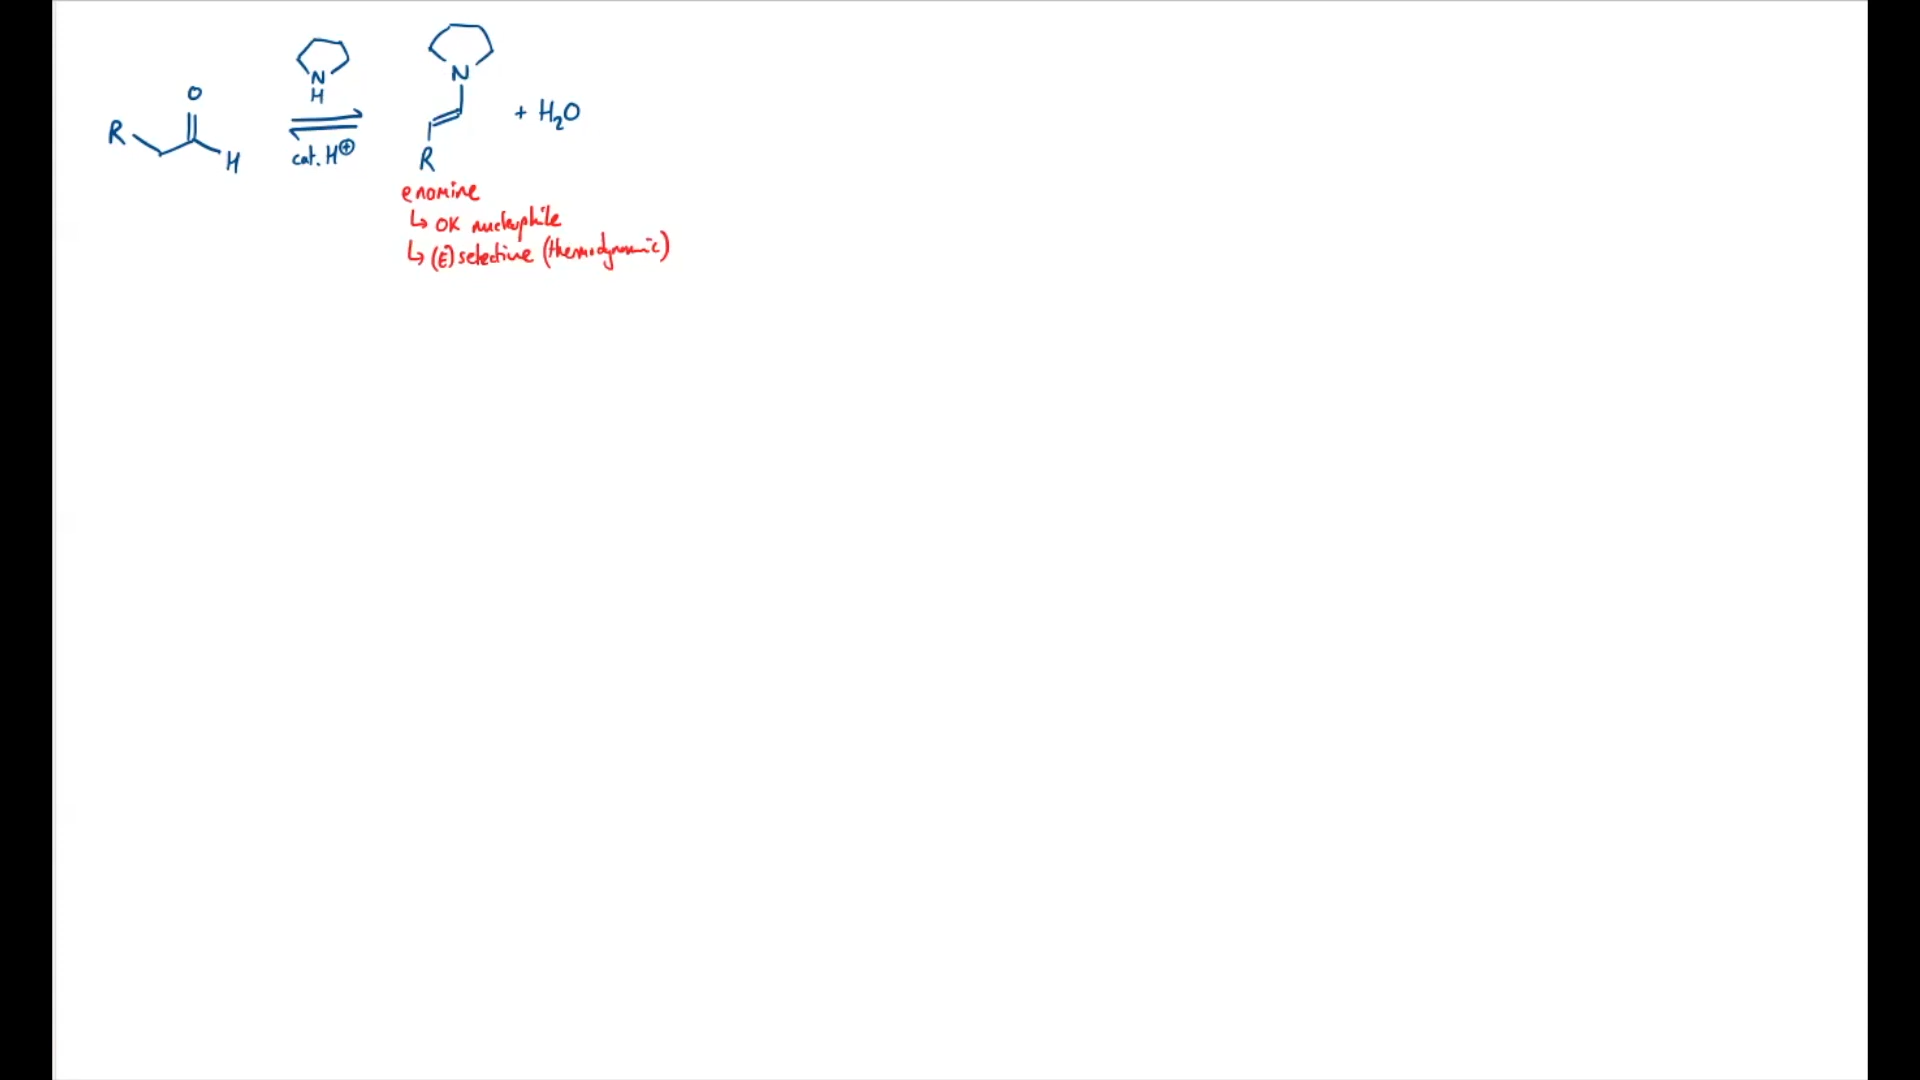 O
R
H
N
H
cat. H⊕
N
R
+ H₂O
enamine
↳ OK nucleophile
↳ (E) selective (thermodynamic)